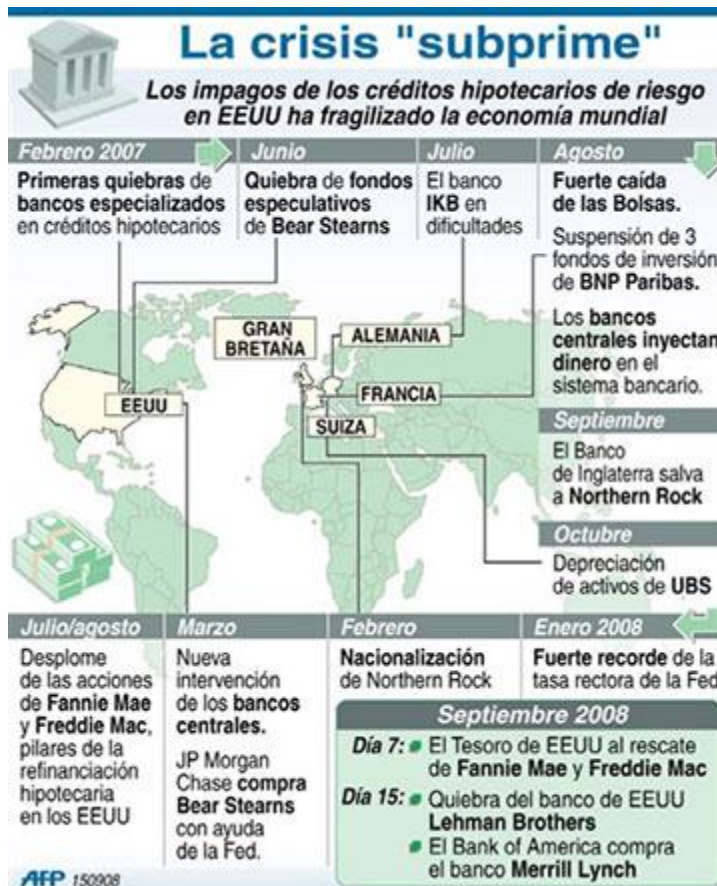 La crisis "subprime"
Los impagos de los créditos hipotecarios de riesgo
en EEUU ha fragilizado la economía mundial
Febrero 2007
Primeras quiebras de
bancos especializados
en créditos hipotecarios
Junio
Quiebra de fondos
especulativos
de Bear Stearns
Julio
El banco
IKB en
dificultades
Agosto
Fuerte caída
de las Bolsas.
Suspensión de 3
fondos de inversión
de BNP Paribas.
Los bancos
centrales inyectan
dinero en el
sistema bancario.
GRAN
BRETAÑA
ALEMANIA
EEUU
FRANCIA
SUIZA
Septiembre
El Banco
de Inglaterra salva
a Northern Rock
Octubre
Depreciación
de activos de UBS
Enero 2008
Fuerte recorde de la
tasa rectora de la Fed
Febrero
Nacionalización
de Northern Rock
Marzo
Nueva
intervención
de los bancos
centrales.
JP Morgan
Chase compra
Bear Stearns
con ayuda
de la Fed.
Julio/agosto
Desplome
de las acciones
de Fannie Mae
y Freddie Mac,
pilares de la
refinanciación
hipotecaria
en los EEUU
Septiembre 2008
Día 7: El Tesoro de EEUU al rescate
de Fannie Mae y Freddie Mac
Día 15: Quiebra del banco de EEUU
Lehman Brothers
El Bank of America compra
el banco Merrill Lynch
AFP 150908